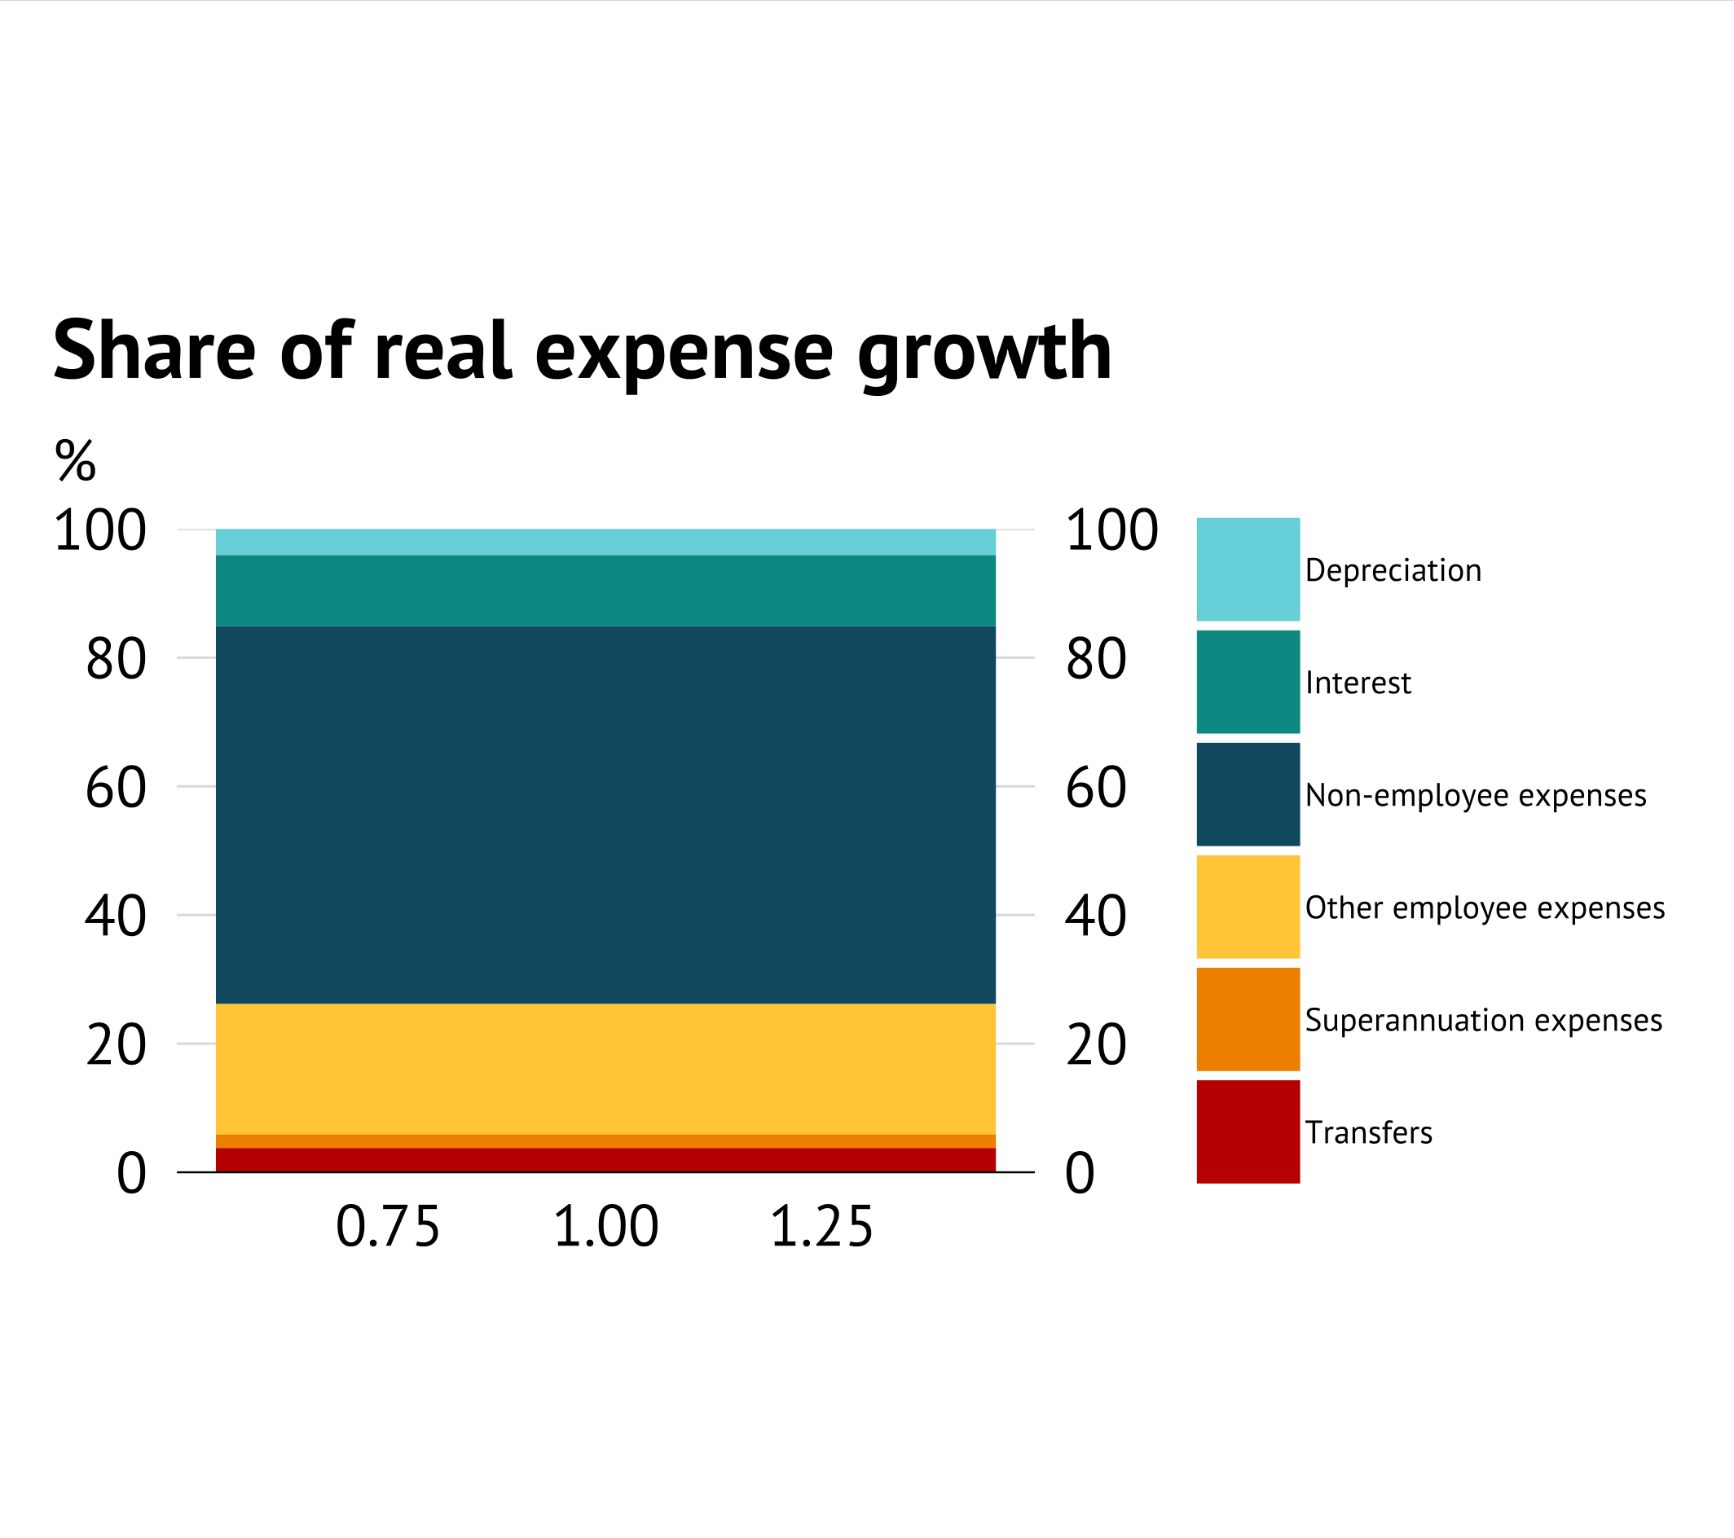 Share of real expense growth
%
100
80
60
40
20
0
100
80
60
40
20
0
0.75 1.00 1.25
Depreciation
Interest
Non-employee expenses
Other employee expenses
Superannuation expenses
Transfers